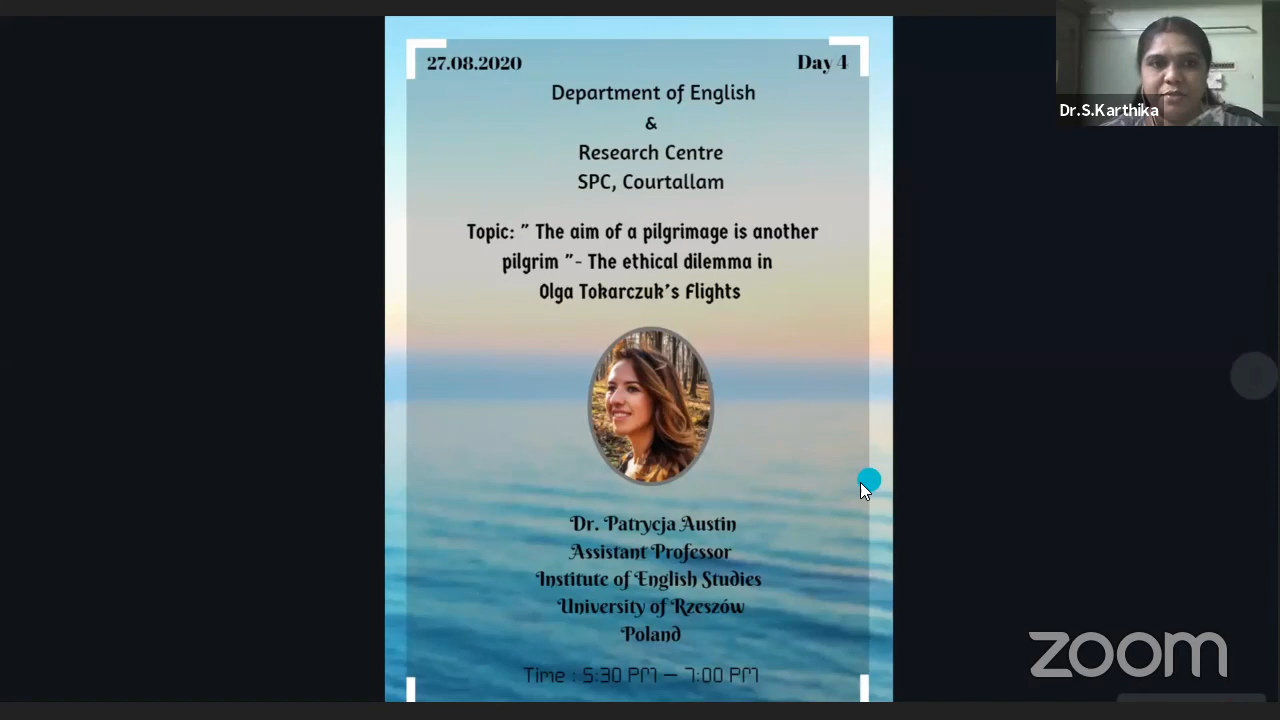 27.08.2020
Day 4
Department of English
&
Research Centre
SPC, Courtallam
Topic: " The aim of a pilgrimage is another
pilgrim "- The ethical dilemma in
Olga Tokarczuk's Flights
Dr. Patrycja Austin
Assistant Professor
Institute of English Studies
University of Rzeszów
Poland
Time : 5:30 PM – 7:00 PM
Dr.S.Karthika
zoom